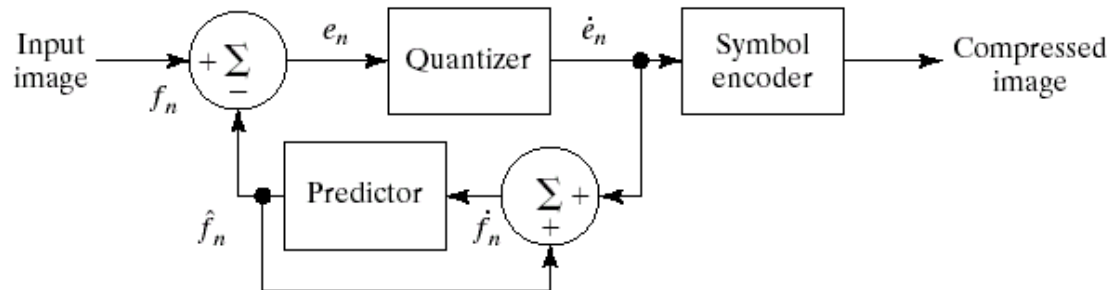 Input
image
f_n
+ Σ
−
e_n
Quantizer
ė_n
Symbol
encoder
Compressed
image
f̂_n
Predictor
ḟ_n
Σ +
+